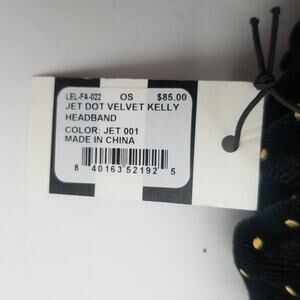 LEL-FA-022 OS $85.00
JET DOT VELVET KELLY
HEADBAND
COLOR: JET 001
MADE IN CHINA
8 40163 52192 5